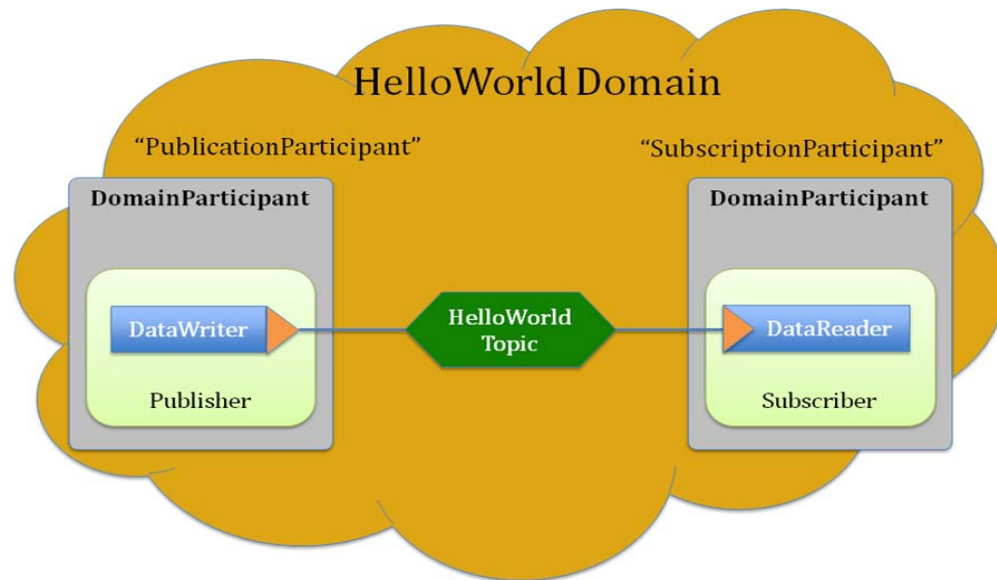 HelloWorld Domain
“PublicationParticipant”
“SubscriptionParticipant”
DomainParticipant
DomainParticipant
DataWriter
Publisher
HelloWorld
Topic
DataReader
Subscriber